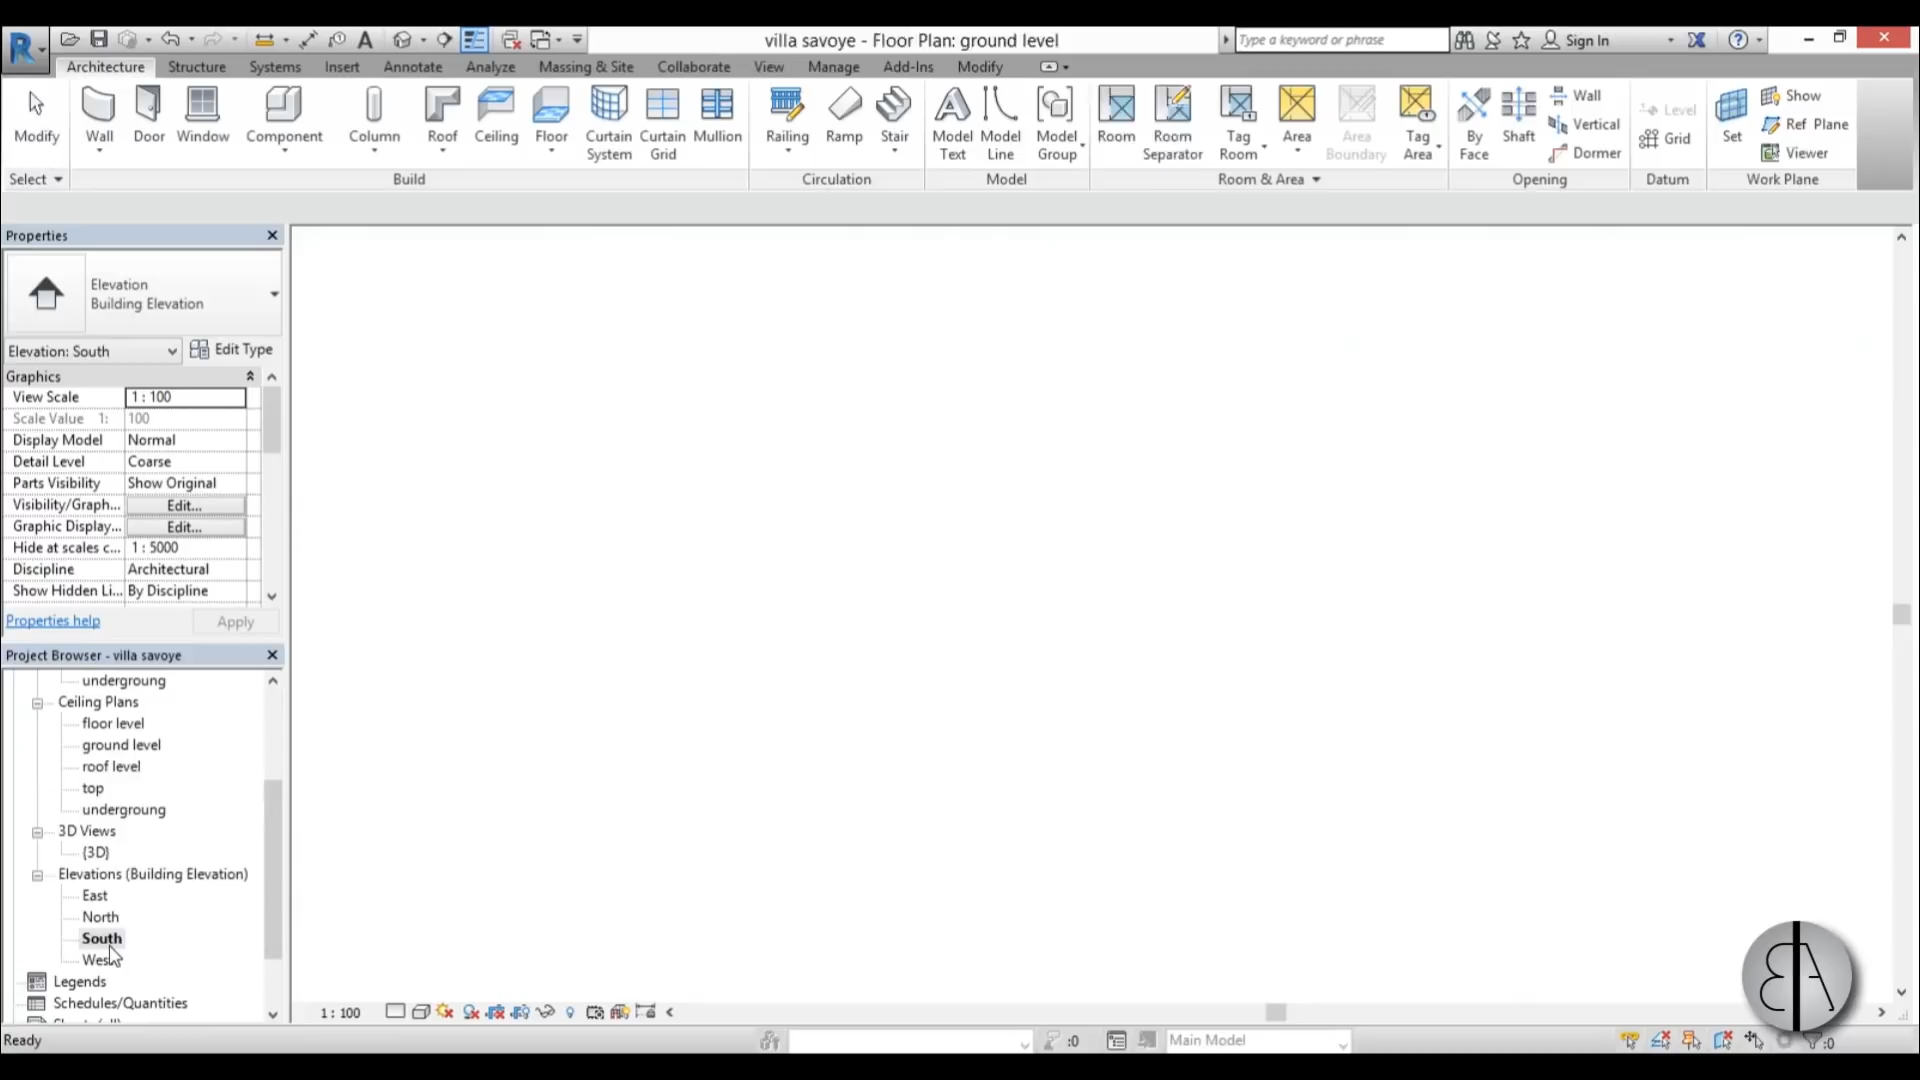 villa savoye - Floor Plan: ground level
Type a keyword or phrase
Sign In
Architecture Structure Systems Insert Annotate Analyze Massing & Site Collaborate View Manage Add-Ins Modify
Modify
Wall
Door
Window
Component
Column
Roof
Ceiling
Floor
Curtain System
Curtain Grid
Mullion
Railing
Ramp
Stair
Model Text
Model Line
Model Group
Room
Room Separator
Tag Room
Area
Area Boundary
Tag Area
By Face
Shaft
Wall
Vertical
Dormer
Level
Grid
Set
Show
Ref Plane
Viewer
Select Build Circulation Model Room & Area Opening Datum Work Plane
Properties
Elevation
Building Elevation
Elevation: South Edit Type
Graphics
View Scale 1 : 100
Scale Value 1: 100
Display Model Normal
Detail Level Coarse
Parts Visibility Show Original
Visibility/Graph... Edit...
Graphic Display... Edit...
Hide at scales c... 1 : 5000
Discipline Architectural
Show Hidden Li... By Discipline
Properties help Apply
Project Browser - villa savoye
undergroung
Ceiling Plans
floor level
ground level
roof level
top
undergroung
3D Views
{3D}
Elevations (Building Elevation)
East
North
South
Wes
Legends
Schedules/Quantities
1 : 100
Ready
:0
Main Model
:0